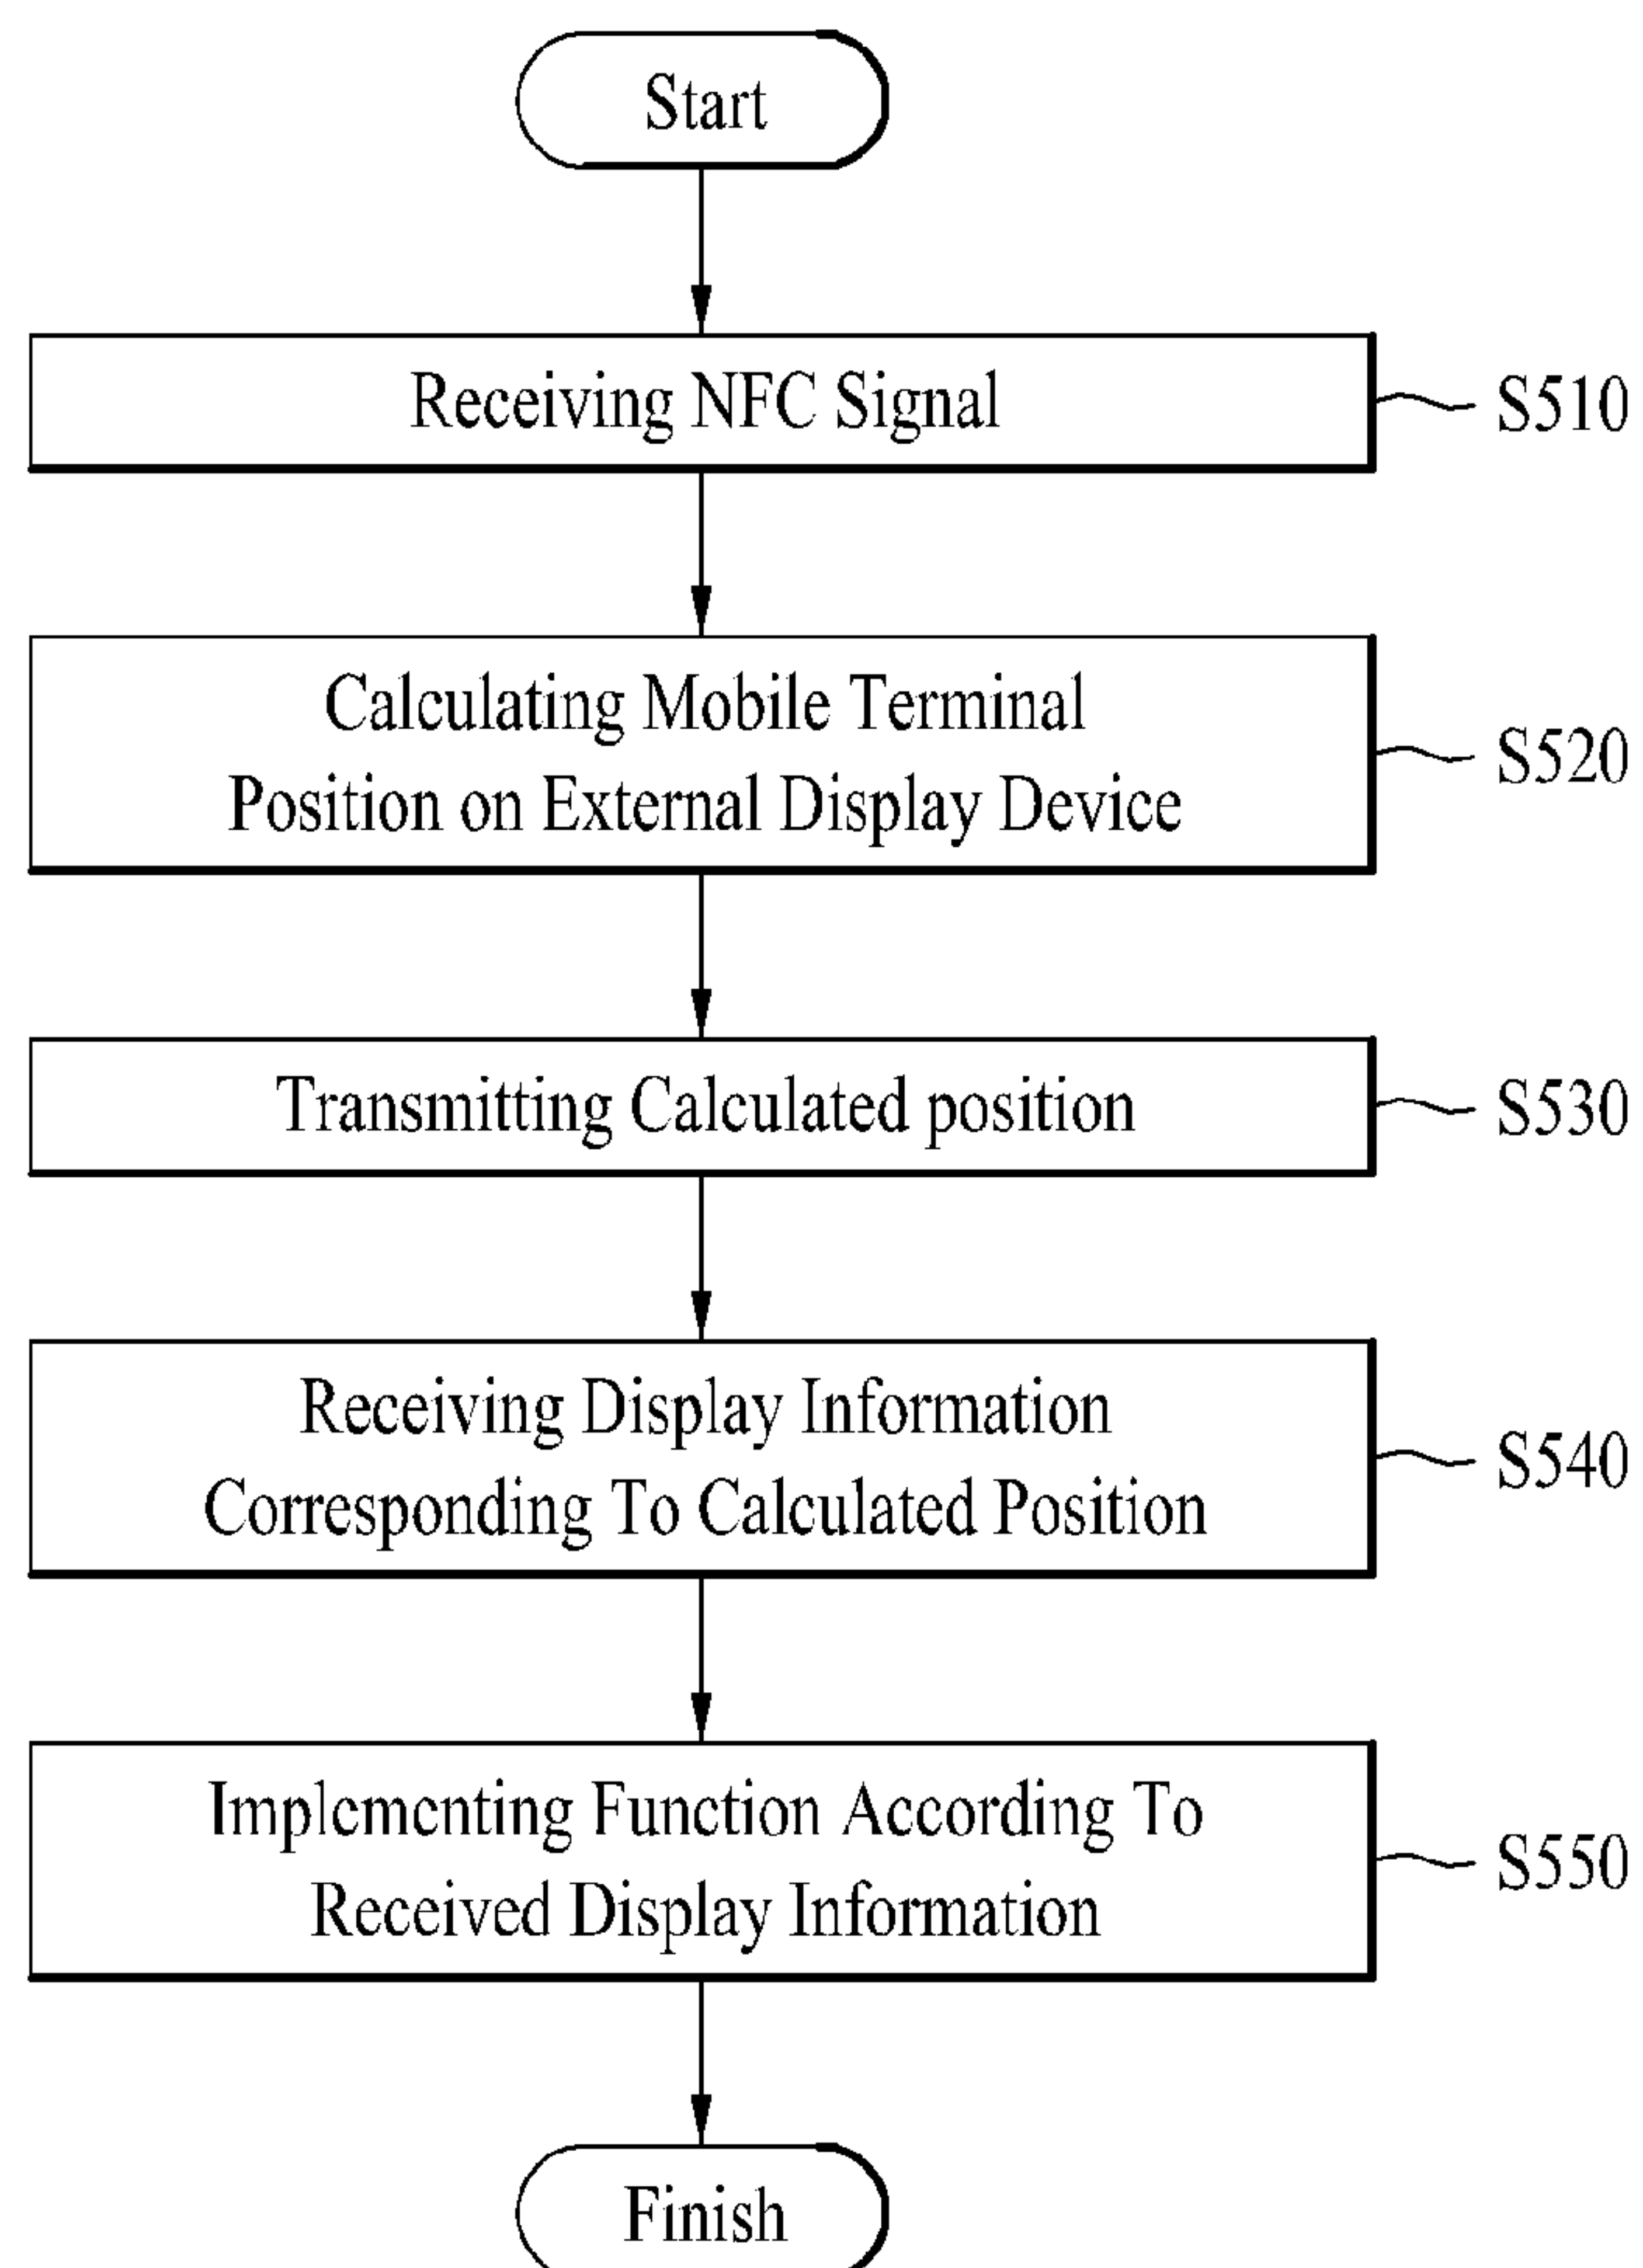 Start
Receiving NFC Signal
S510
Calculating Mobile Terminal
Position on External Display Device
S520
Transmitting Calculated position
S530
Receiving Display Information
Corresponding To Calculated Position
S540
Implementing Function According To
Received Display Information
S550
Finish